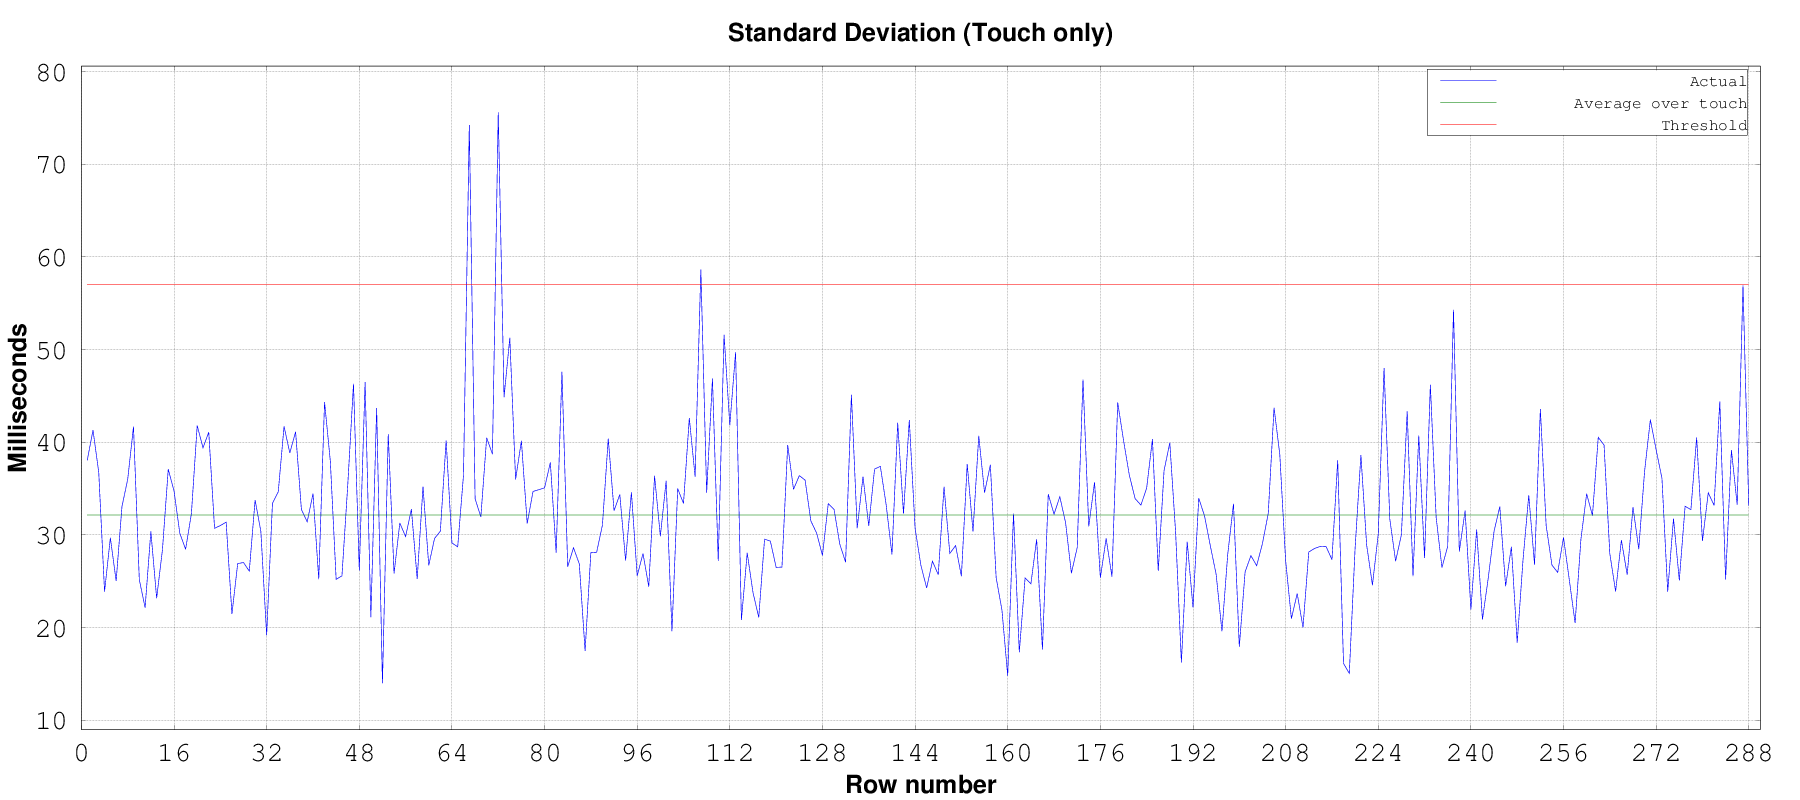 Standard Deviation (Touch only)
Actual
Average over touch
Threshold
80
70
60
50
40
30
20
10
Milliseconds
0 16 32 48 64 80 96 112 128 144 160 176 192 208 224 240 256 272 288
Row number